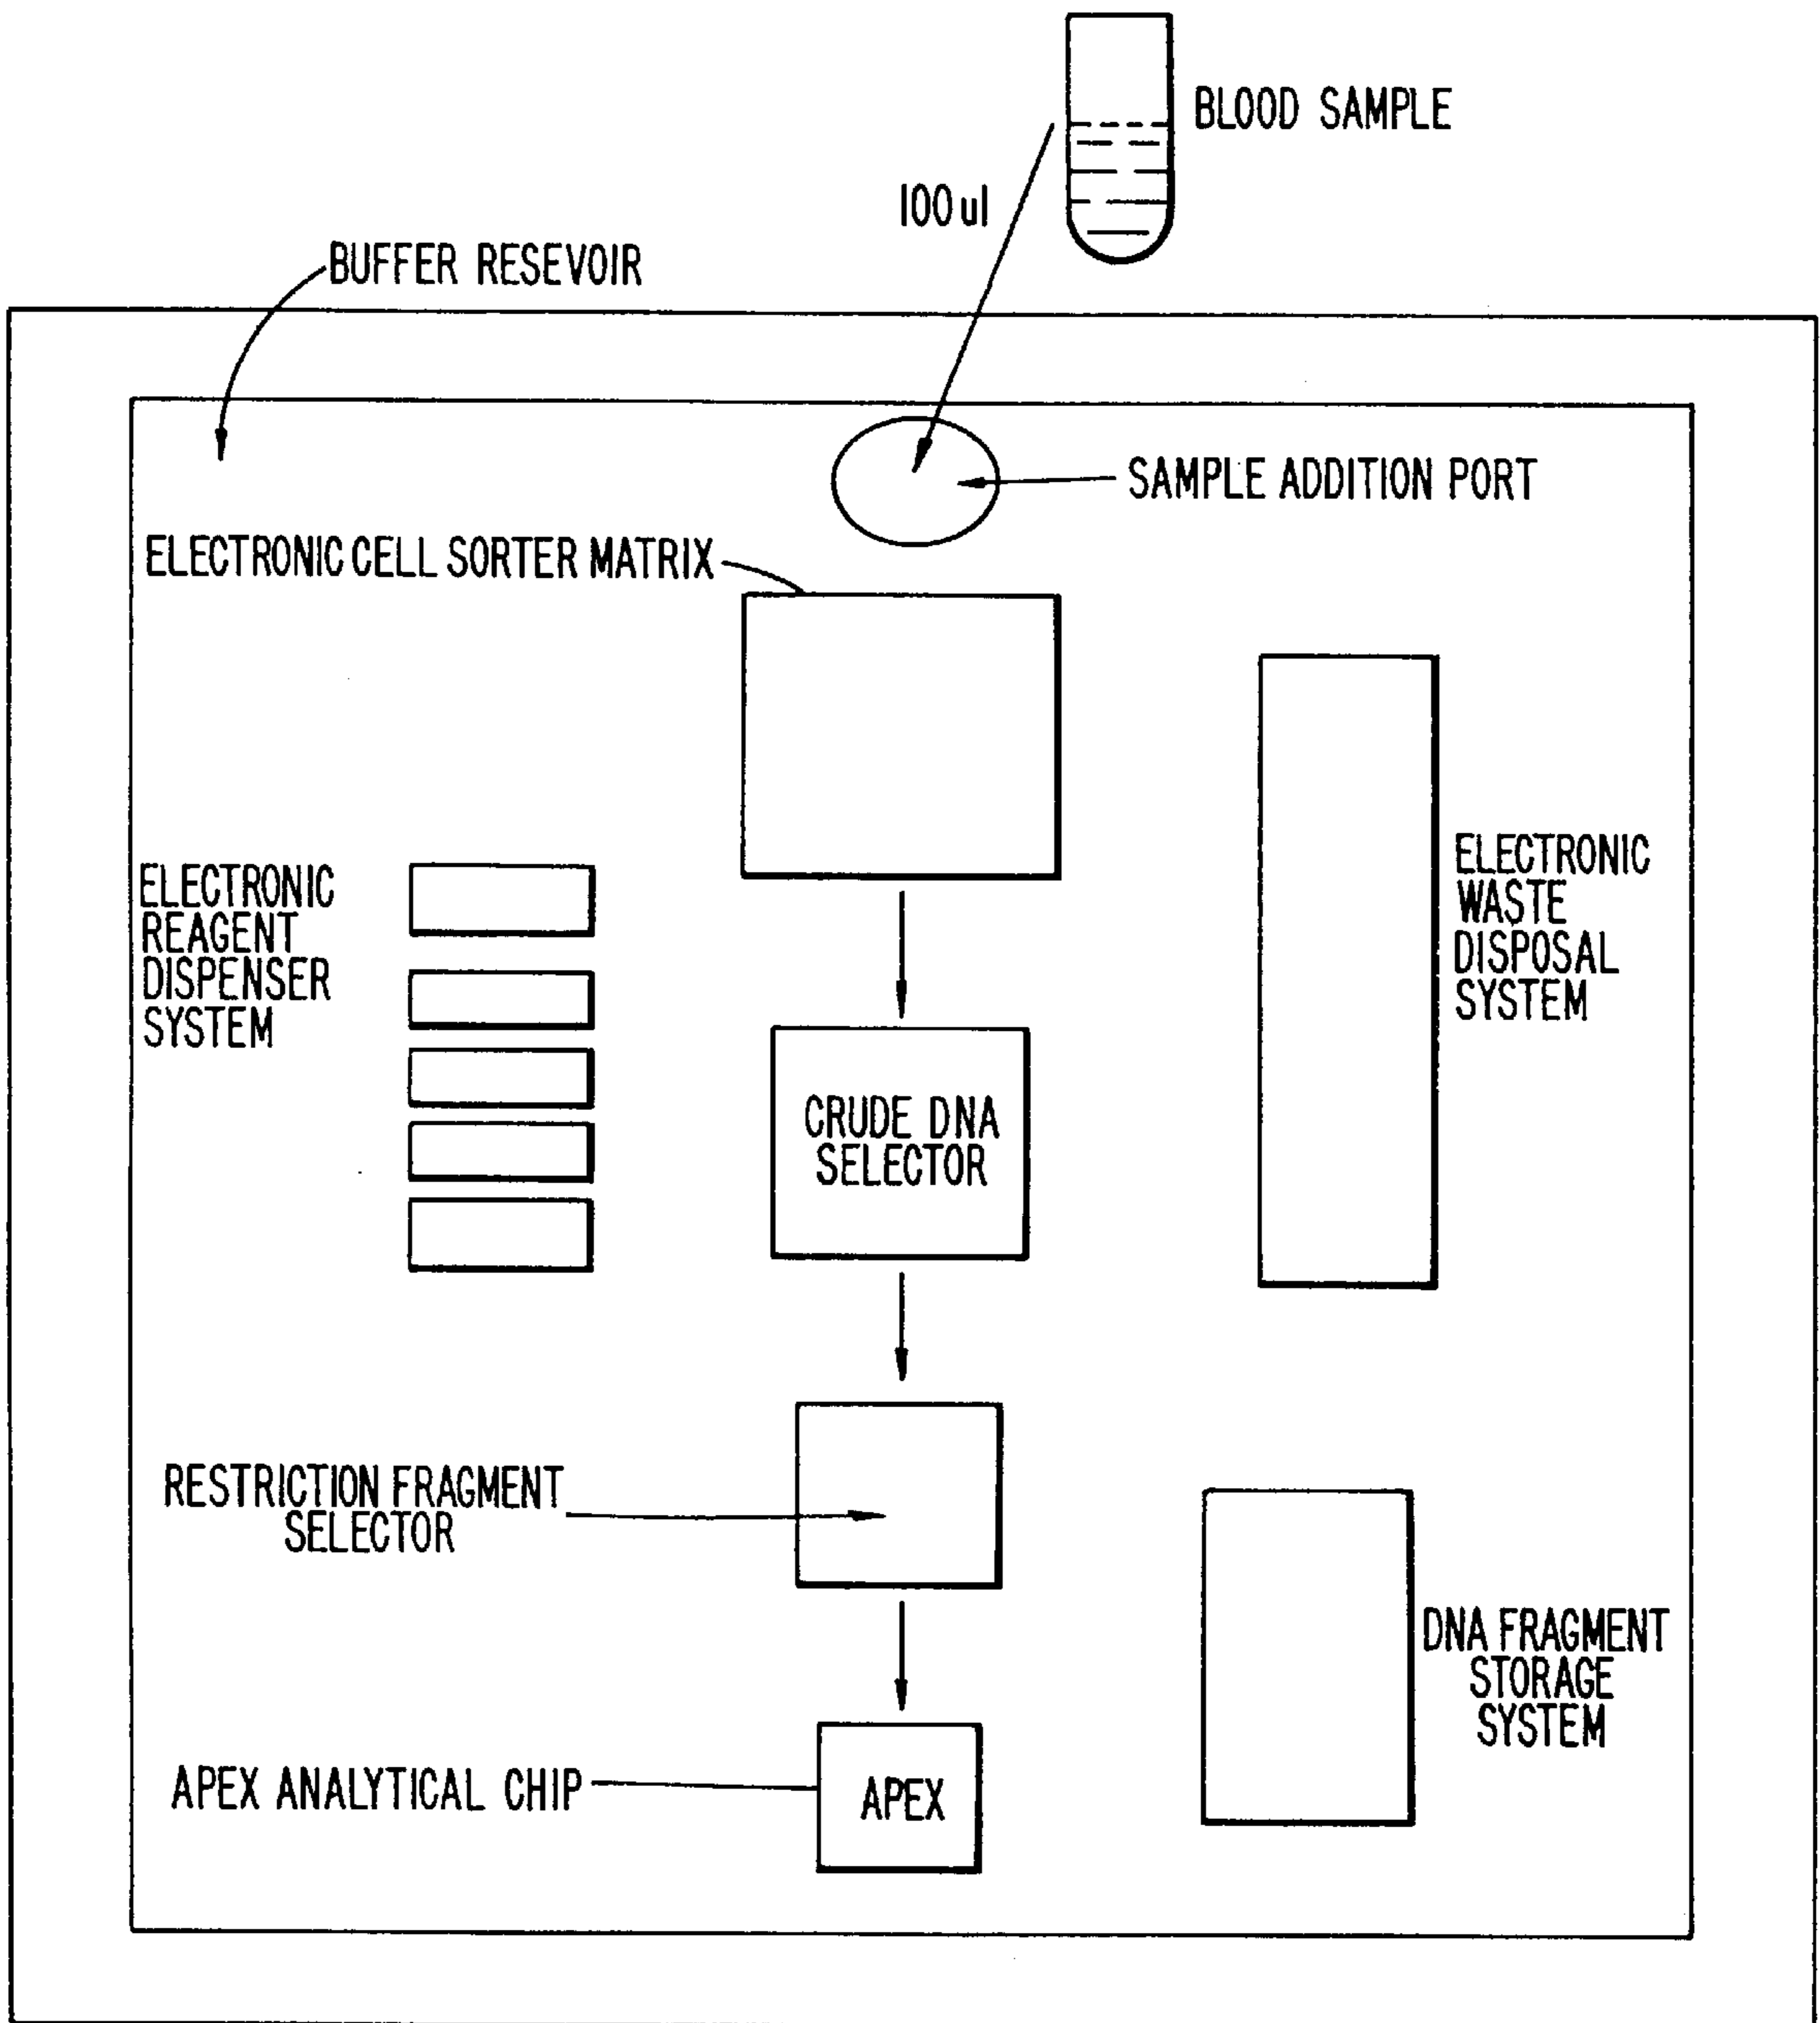 BLOOD SAMPLE
100 ul
BUFFER RESEVOIR
SAMPLE ADDITION PORT
ELECTRONIC CELL SORTER MATRIX
ELECTRONIC
REAGENT
DISPENSER
SYSTEM
ELECTRONIC
WASTE
DISPOSAL
SYSTEM
CRUDE DNA
SELECTOR
RESTRICTION FRAGMENT
SELECTOR
DNA FRAGMENT
STORAGE
SYSTEM
APEX ANALYTICAL CHIP
APEX